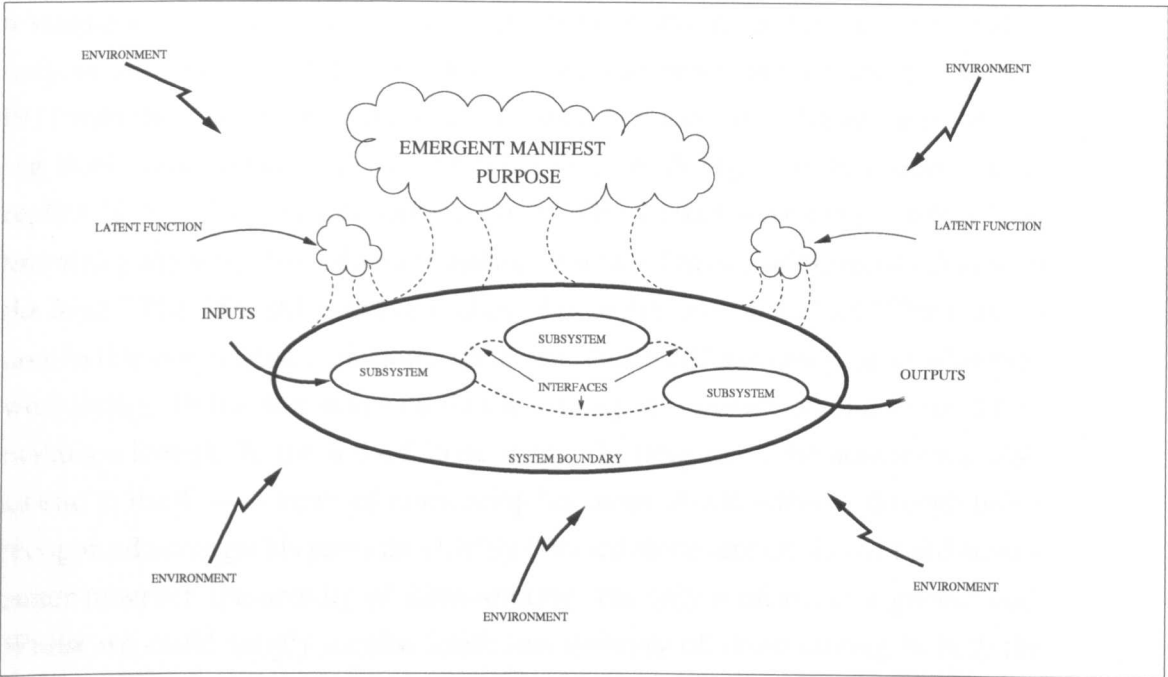 ENVIRONMENT
ENVIRONMENT
EMERGENT MANIFEST
PURPOSE
LATENT FUNCTION
LATENT FUNCTION
INPUTS
SUBSYSTEM
SUBSYSTEM
INTERFACES
SUBSYSTEM
OUTPUTS
SYSTEM BOUNDARY
ENVIRONMENT
ENVIRONMENT
ENVIRONMENT